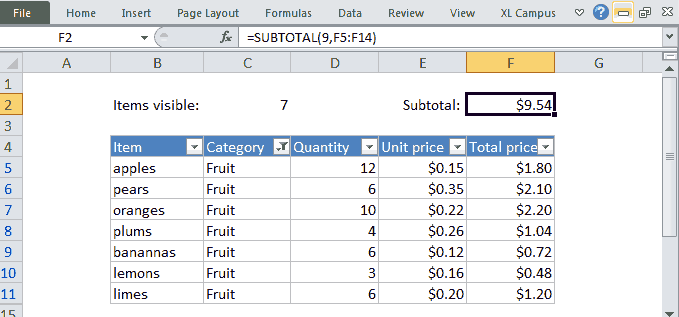 File Home Insert Page Layout Formulas Data Review View XL Campus
F2 fx =SUBTOTAL(9,F5:F14)
A B C D E F G
1
2 Items visible: 7 Subtotal: $9.54
3
4 Item Category Quantity Unit price Total price
5 apples Fruit 12 $0.15 $1.80
6 pears Fruit 6 $0.35 $2.10
7 oranges Fruit 10 $0.22 $2.20
8 plums Fruit 4 $0.26 $1.04
9 banannas Fruit 6 $0.12 $0.72
10 lemons Fruit 3 $0.16 $0.48
11 limes Fruit 6 $0.20 $1.20
15